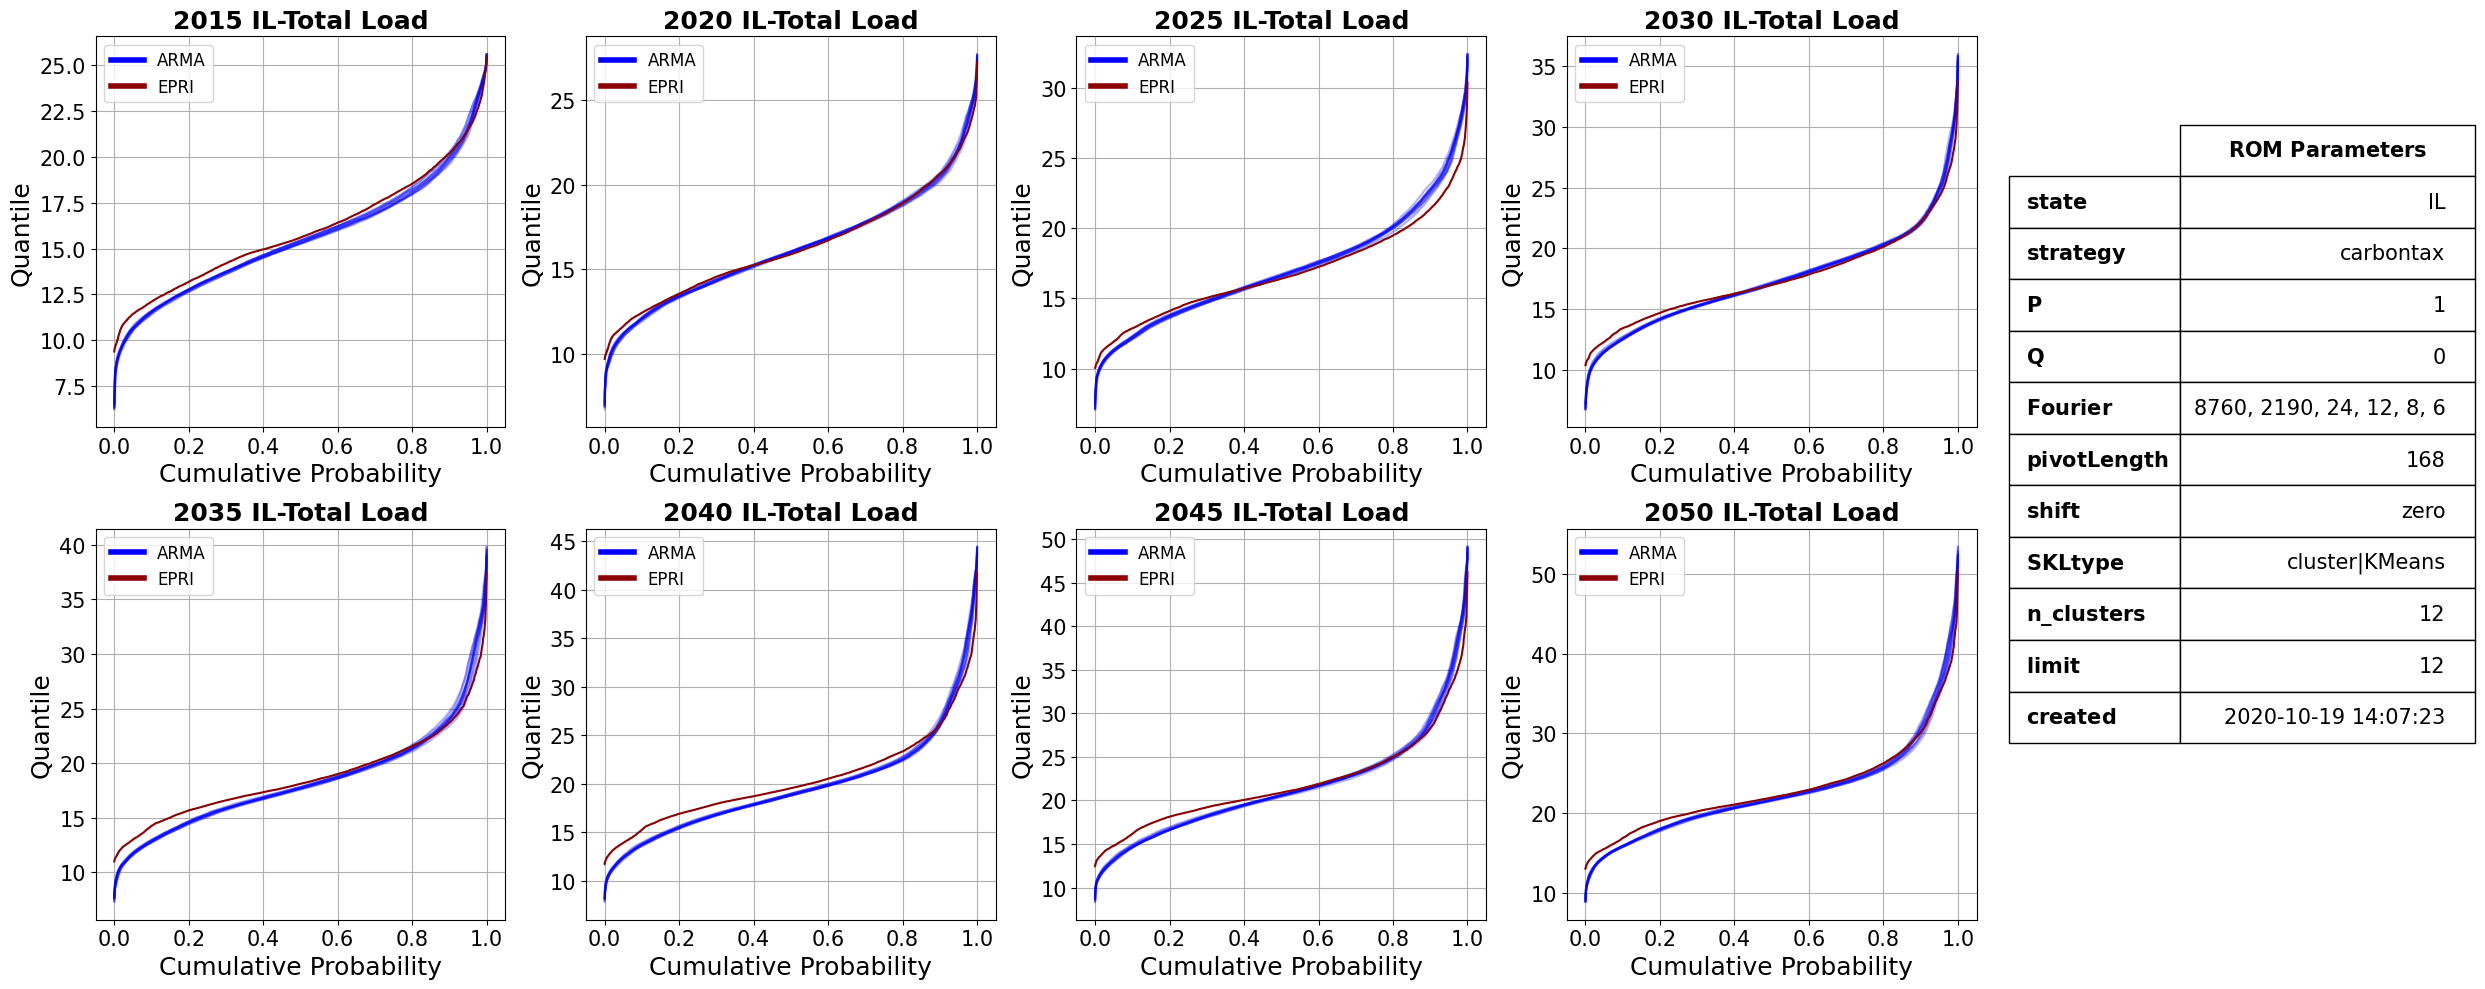 2015 IL-Total Load
ARMA
EPRI
25.0
22.5
20.0
17.5
15.0
12.5
10.0
7.5
Quantile
0.0 0.2 0.4 0.6 0.8 1.0
Cumulative Probability
2020 IL-Total Load
ARMA
EPRI
25
20
15
10
Quantile
0.0 0.2 0.4 0.6 0.8 1.0
Cumulative Probability
2025 IL-Total Load
ARMA
EPRI
30
25
20
15
10
Quantile
0.0 0.2 0.4 0.6 0.8 1.0
Cumulative Probability
2030 IL-Total Load
ARMA
EPRI
35
30
25
20
15
10
Quantile
0.0 0.2 0.4 0.6 0.8 1.0
Cumulative Probability
2035 IL-Total Load
ARMA
EPRI
40
35
30
25
20
15
10
Quantile
0.0 0.2 0.4 0.6 0.8 1.0
Cumulative Probability
2040 IL-Total Load
ARMA
EPRI
45
40
35
30
25
20
15
10
Quantile
0.0 0.2 0.4 0.6 0.8 1.0
Cumulative Probability
2045 IL-Total Load
ARMA
EPRI
50
45
40
35
30
25
20
15
10
Quantile
0.0 0.2 0.4 0.6 0.8 1.0
Cumulative Probability
2050 IL-Total Load
ARMA
EPRI
50
40
30
20
10
Quantile
0.0 0.2 0.4 0.6 0.8 1.0
Cumulative Probability
ROM Parameters
state IL
strategy carbontax
P 1
Q 0
Fourier 8760, 2190, 24, 12, 8, 6
pivotLength 168
shift zero
SKLtype cluster|KMeans
n_clusters 12
limit 12
created 2020-10-19 14:07:23